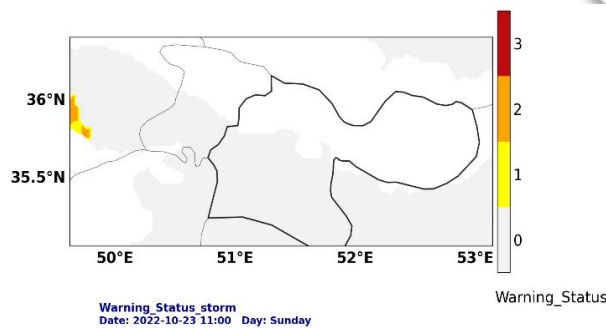 36°N
35.5°N
50°E 51°E 52°E 53°E
3
2
1
0
Warning_Status
Warning_Status_storm
Date: 2022-10-23 11:00 Day: Sunday